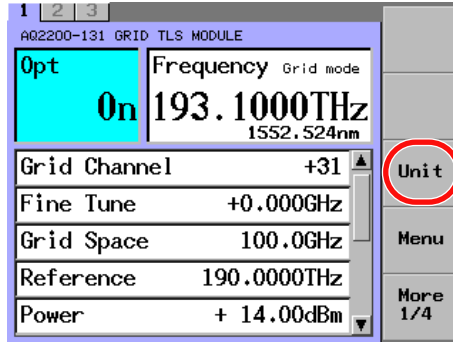 1 2 3
AQ2200-131 GRID TLS MODULE
Opt
On
Frequency Grid mode
193.1000THz
1552.524nm
Grid Channel +31
Fine Tune +0.000GHz
Grid Space 100.0GHz
Reference 190.0000THz
Power + 14.00dBm
Unit
Menu
More
1/4